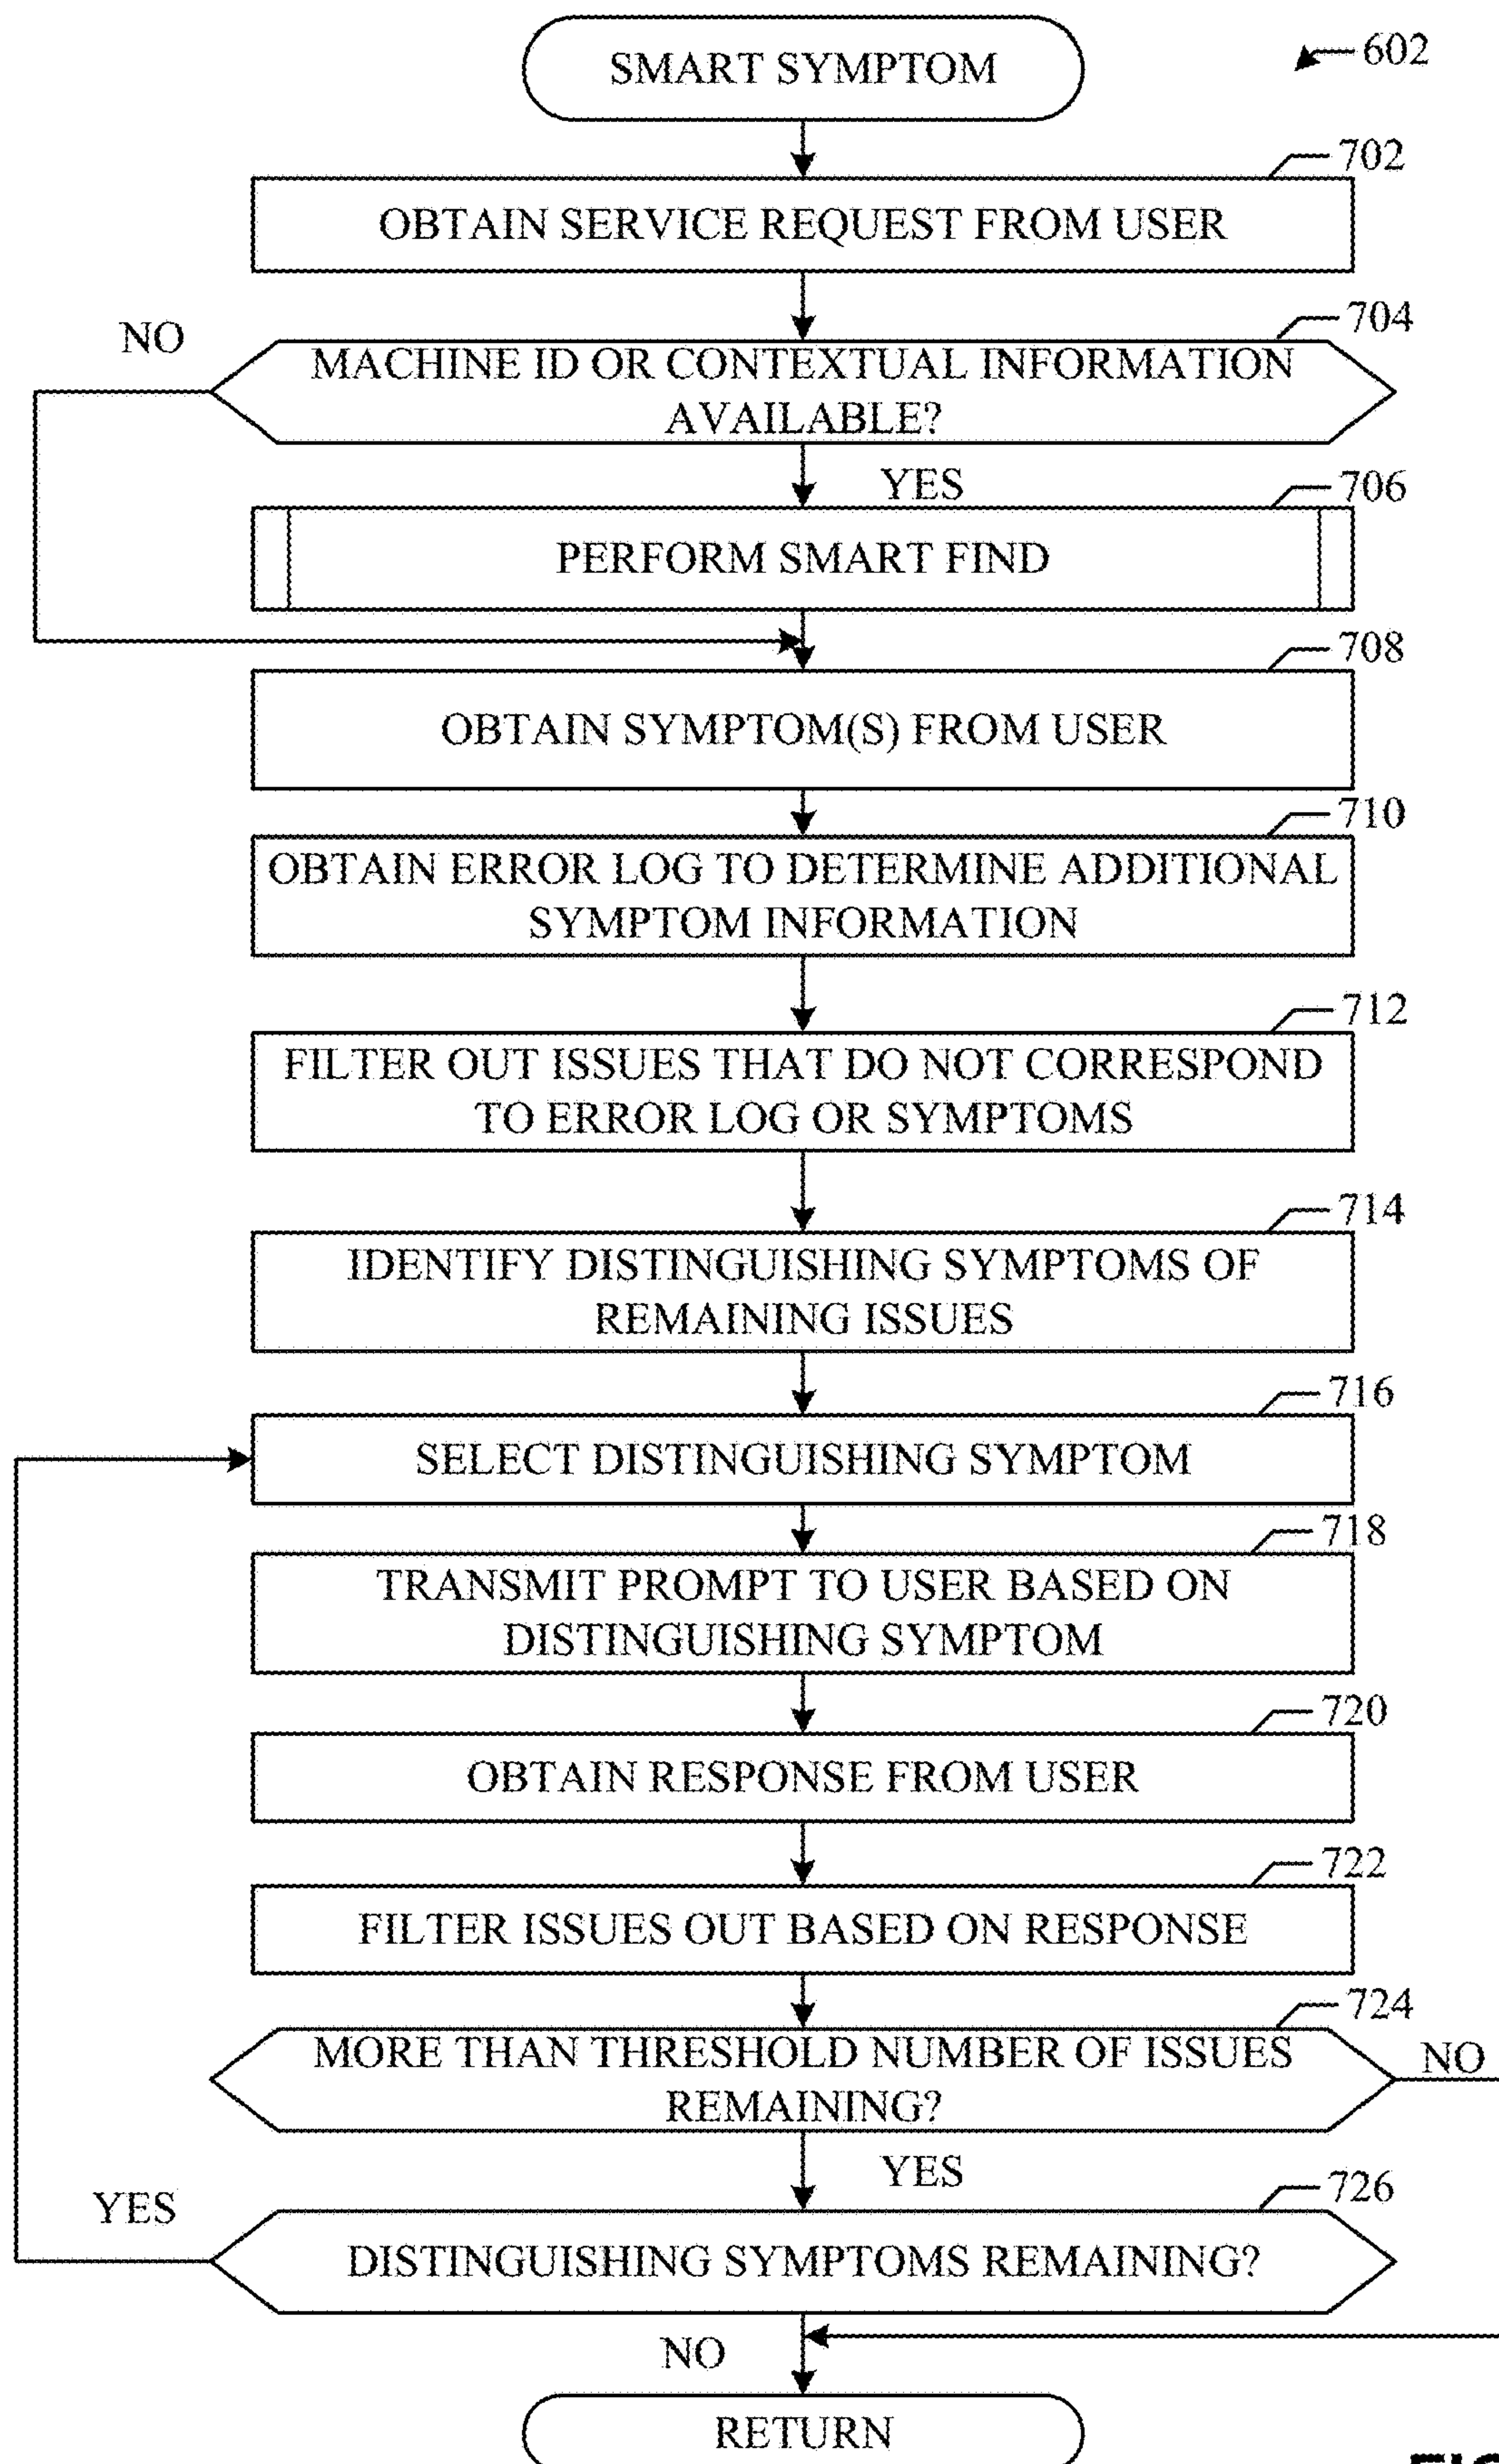 SMART SYMPTOM
602
702
OBTAIN SERVICE REQUEST FROM USER
NO
704
MACHINE ID OR CONTEXTUAL INFORMATION
AVAILABLE?
YES
706
PERFORM SMART FIND
708
OBTAIN SYMPTOM(S) FROM USER
710
OBTAIN ERROR LOG TO DETERMINE ADDITIONAL
SYMPTOM INFORMATION
712
FILTER OUT ISSUES THAT DO NOT CORRESPOND
TO ERROR LOG OR SYMPTOMS
714
IDENTIFY DISTINGUISHING SYMPTOMS OF
REMAINING ISSUES
716
SELECT DISTINGUISHING SYMPTOM
718
TRANSMIT PROMPT TO USER BASED ON
DISTINGUISHING SYMPTOM
720
OBTAIN RESPONSE FROM USER
722
FILTER ISSUES OUT BASED ON RESPONSE
724
MORE THAN THRESHOLD NUMBER OF ISSUES
REMAINING?
NO
YES
726
YES
DISTINGUISHING SYMPTOMS REMAINING?
NO
RETURN